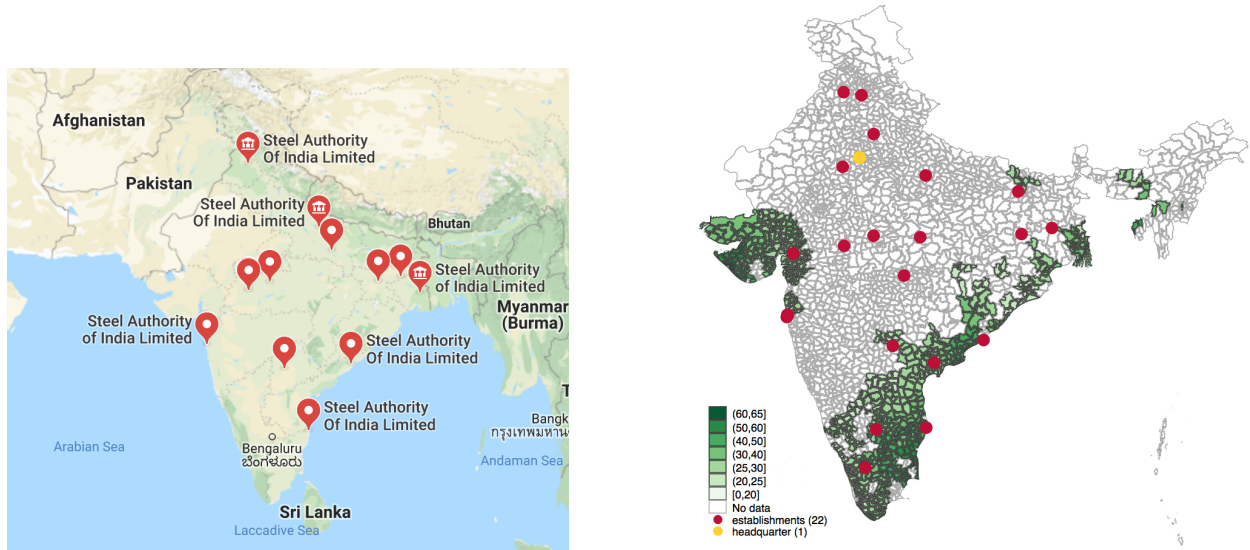 Afghanistan
Steel Authority
Of India Limited
Pakistan
Steel Authority
Of India Limited
Bhutan
Steel Authority
of India Limited
Myanmar
(Burma)
Steel Authority
of India Limited
Steel Authority
Of India Limited
Steel Authority
Of India Limited
Bangk
กรุงเทพมหาน
Arabian Sea
Bengaluru
ಬೆಂಗಳೂರು
Andaman Sea
Sri Lanka
Laccadive Sea
(60,65]
(50,60]
(40,50]
(30,40]
(25,30]
(20,25]
[0,20]
No data
establishments (22)
headquarter (1)